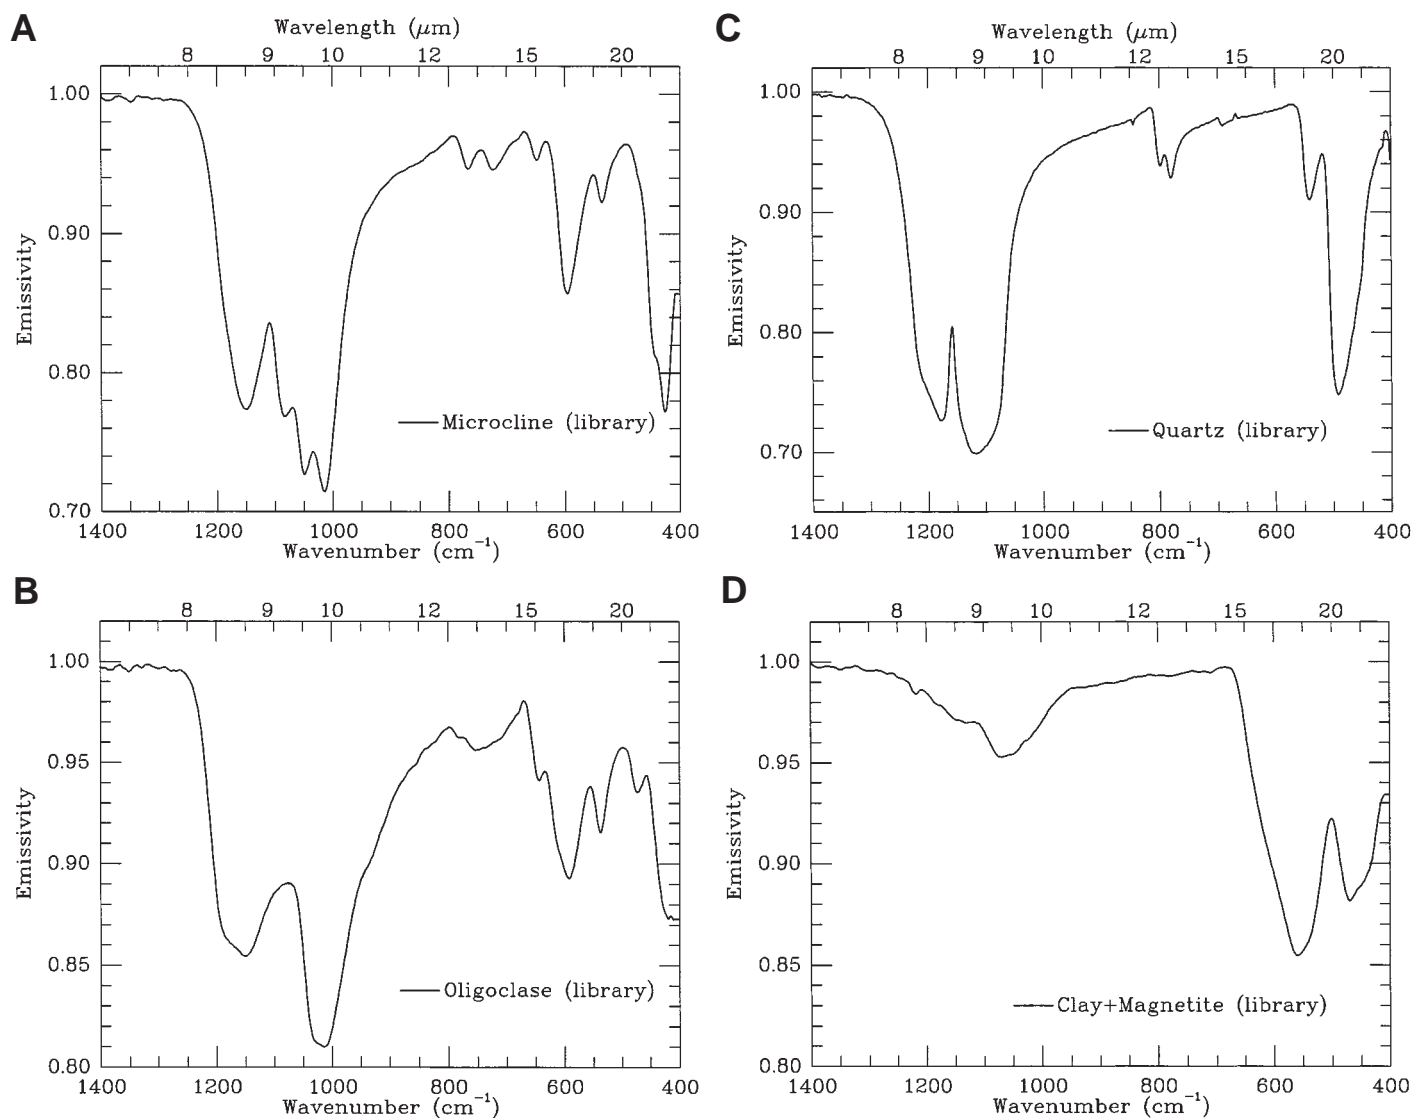 A
Wavelength (μm)
8 9 10 12 15 20
1.00
0.90
0.80
0.70
Emissivity
Microcline (library)
1400 1200 1000 800 600 400
Wavenumber (cm⁻¹)
C
Wavelength (μm)
8 9 10 12 15 20
1.00
0.90
0.80
0.70
Emissivity
Quartz (library)
1400 1200 1000 800 600 400
Wavenumber (cm⁻¹)
B
8 9 10 12 15 20
1.00
0.95
0.90
0.85
0.80
Emissivity
Oligoclase (library)
1400 1200 1000 800 600 400
Wavenumber (cm⁻¹)
D
8 9 10 12 15 20
1.00
0.95
0.90
0.85
0.80
Emissivity
Clay+Magnetite (library)
1400 1200 1000 800 600 400
Wavenumber (cm⁻¹)